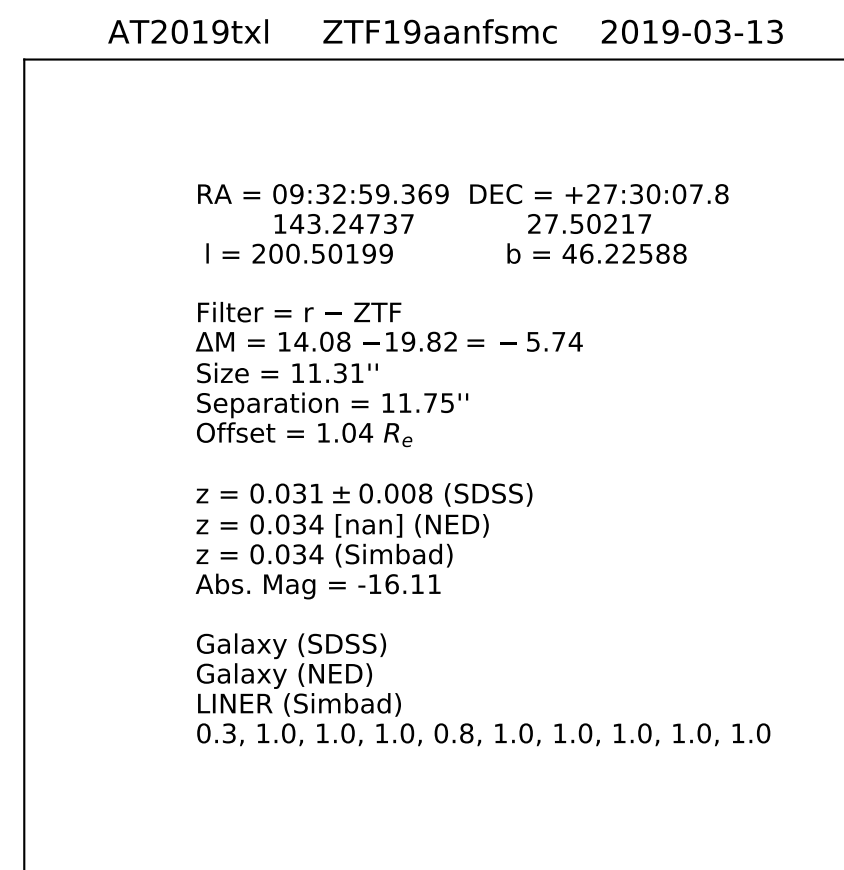 AT2019txl ZTF19aanfsmc 2019-03-13
RA = 09:32:59.369 DEC = +27:30:07.8
143.24737 27.50217
l = 200.50199 b = 46.22588
Filter = r − ZTF
ΔM = 14.08 −19.82 = − 5.74
Size = 11.31''
Separation = 11.75''
Offset = 1.04 Rₑ
z = 0.031 ± 0.008 (SDSS)
z = 0.034 [nan] (NED)
z = 0.034 (Simbad)
Abs. Mag = -16.11
Galaxy (SDSS)
Galaxy (NED)
LINER (Simbad)
0.3, 1.0, 1.0, 1.0, 0.8, 1.0, 1.0, 1.0, 1.0, 1.0